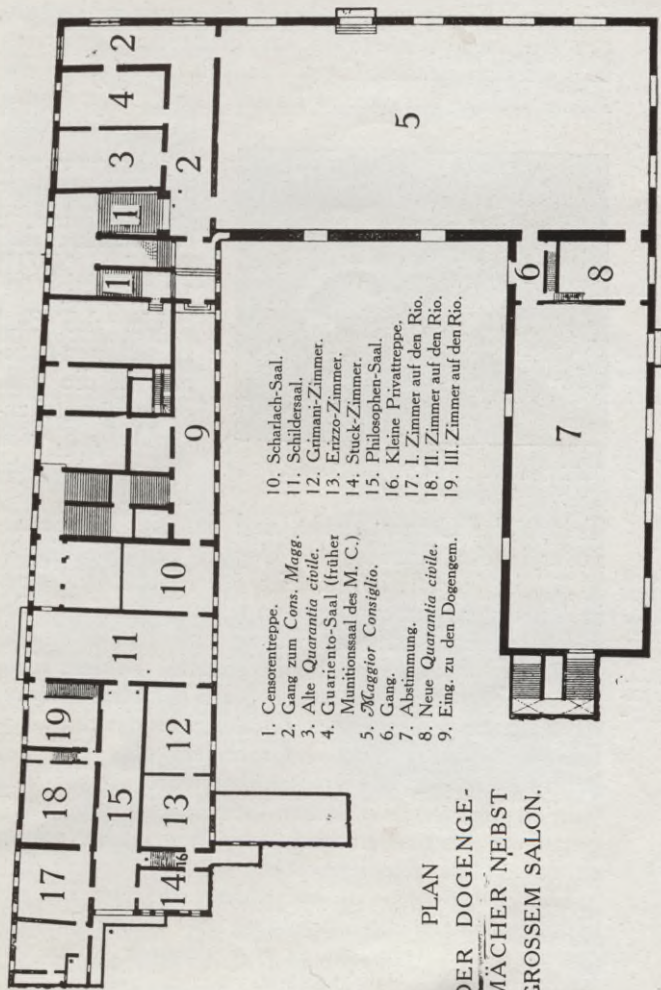 PLAN
DER DOGENGE-
MÄCHER NEBST
GROSSEM SALON.
1. Censorentreppe.
2. Gang zum Cons. Magg.
3. Alte Quarantia civile.
4. Guariento-Saal (früher
Munitionssaal des M. C.)
5. Maggior Consiglio.
6. Gang.
7. Abstimmung.
8. Neue Quarantia civile.
9. Eing. zu den Dogengem.
10. Scharlach-Saal.
11. Schildersaal.
12. Grimani-Zimmer.
13. Erizzo-Zimmer.
14. Stuck-Zimmer.
15. Philosophen-Saal.
16. Kleine Privattreppe.
17. I. Zimmer auf den Rio.
18. II. Zimmer auf den Rio.
19. III. Zimmer auf den Rio.
17
18
19
15
14
16
13
12
11
10
9
1
1
3
4
2
2
5
6
8
7